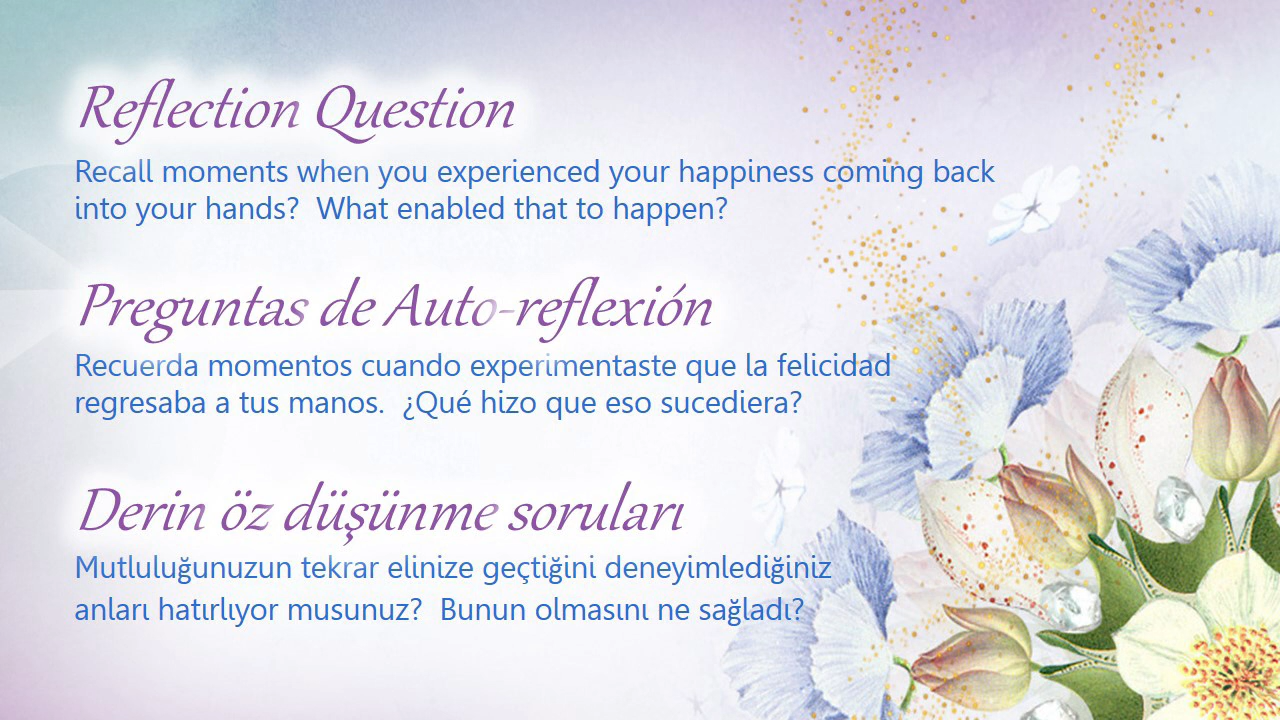 Reflection Question
Recall moments when you experienced your happiness coming back
into your hands?  What enabled that to happen?
Preguntas de Auto-reflexión
Recuerda momentos cuando experimentaste que la felicidad
regresaba a tus manos.  ¿Qué hizo que eso sucediera?
Derin öz düşünme soruları
Mutluluğunuzun tekrar elinize geçtiğini deneyimlediğiniz
anları hatırlıyor musunuz?  Bunun olmasını ne sağladı?